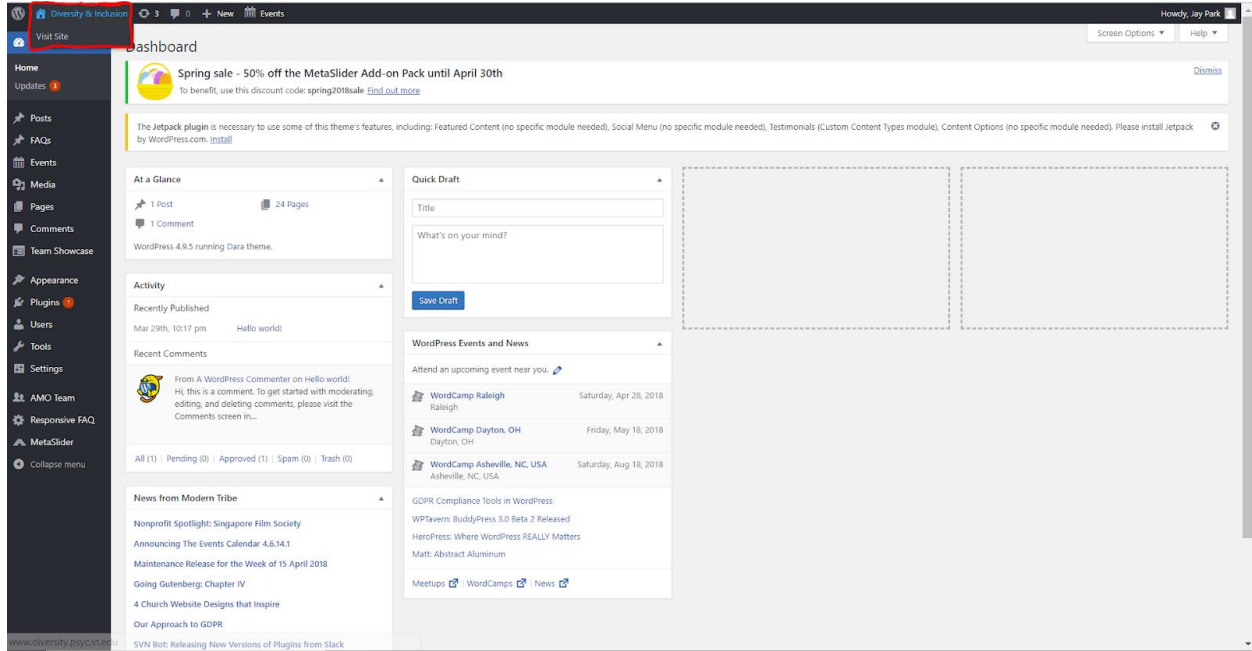 Diversity & Inclusion 3 0 + New Events Howdy, Jay Park
Visit Site
Screen Options ▼ Help ▼
Dashboard
Home
Updates 3
Posts
FAQs
Events
Media
Pages
Comments
Team Showcase
Appearance
Plugins 1
Users
Tools
Settings
AMO Team
Responsive FAQ
MetaSlider
Collapse menu
Spring sale - 50% off the MetaSlider Add-on Pack until April 30th
Dismiss
To benefit, use this discount code: spring2018sale Find out more
The Jetpack plugin is necessary to use some of this theme's features, including: Featured Content (no specific module needed), Social Menu (no specific module needed), Testimonials (Custom Content Types module), Content Options (no specific module needed). Please install Jetpack
by WordPress.com. Install
At a Glance
1 Post 24 Pages
1 Comment
WordPress 4.9.5 running Dara theme.
Activity
Recently Published
Mar 29th, 10:17 pm Hello world!
Recent Comments
From A WordPress Commenter on Hello world!
Hi, this is a comment. To get started with moderating,
editing, and deleting comments, please visit the
Comments screen in...
All (1) | Pending (0) | Approved (1) | Spam (0) | Trash (0)
News from Modern Tribe
Nonprofit Spotlight: Singapore Film Society
Announcing The Events Calendar 4.6.14.1
Maintenance Release for the Week of 15 April 2018
Going Gutenberg: Chapter IV
4 Church Website Designs that Inspire
Our Approach to GDPR
SVN Bot: Releasing New Versions of Plugins from Slack
Quick Draft
Title
What's on your mind?
Save Draft
WordPress Events and News
Attend an upcoming event near you.
WordCamp Raleigh Saturday, Apr 28, 2018
Raleigh
WordCamp Dayton, OH Friday, May 18, 2018
Dayton, OH
WordCamp Asheville, NC, USA Saturday, Aug 18, 2018
Asheville, NC, USA
GDPR Compliance Tools in WordPress
WPTavern: BuddyPress 3.0 Beta 2 Released
HeroPress: Where WordPress REALLY Matters
Matt: Abstract Aluminum
Meetups | WordCamps | News
www.diversity.psyc.vt.edu